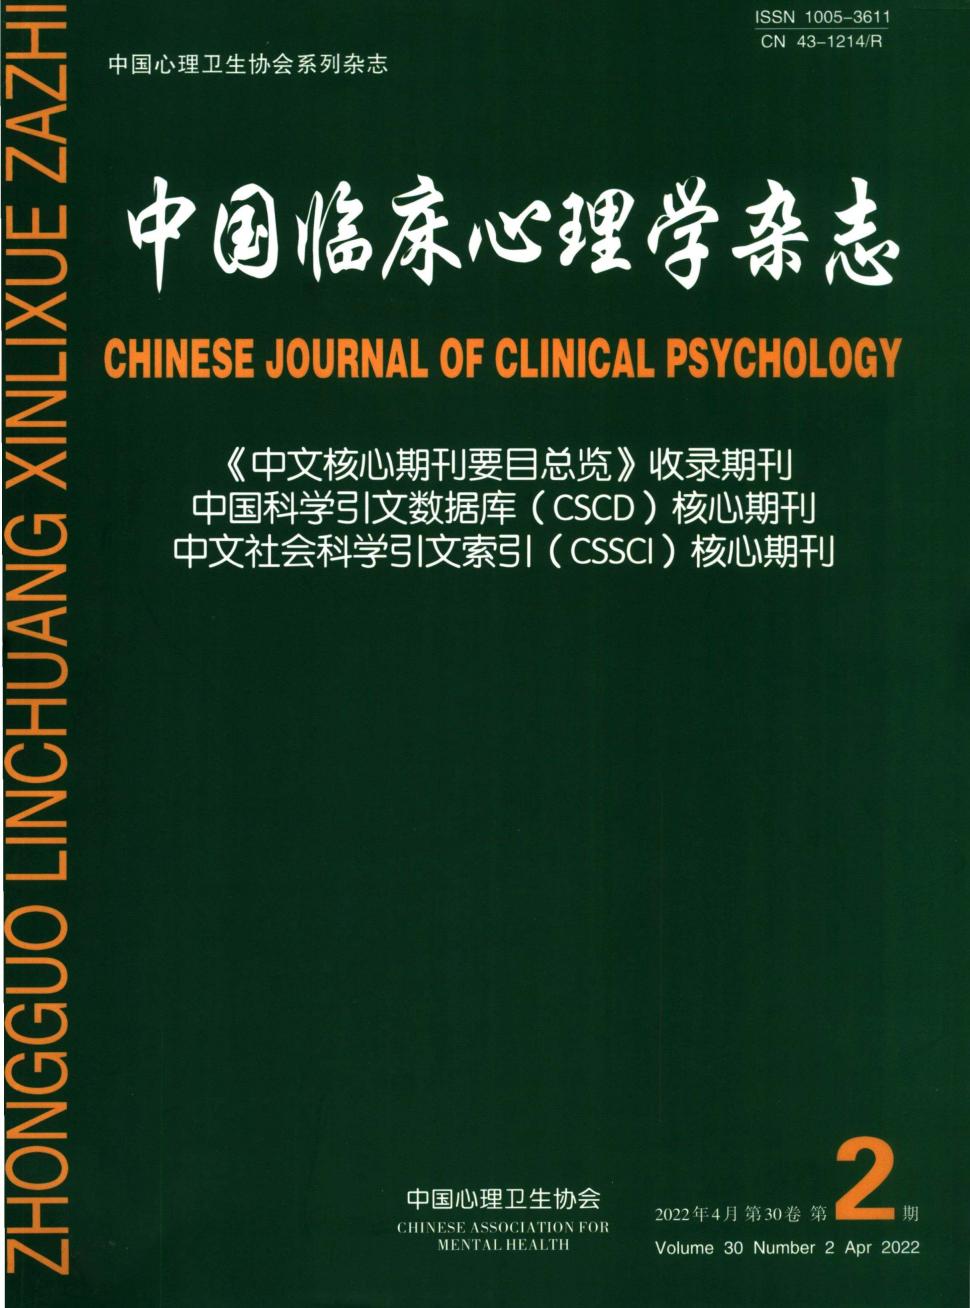 ISSN 1005-3611
CN 43-1214/R
中国心理卫生协会系列杂志
中国临床心理学杂志
CHINESE JOURNAL OF CLINICAL PSYCHOLOGY
《中文核心期刊要目总览》收录期刊
中国科学引文数据库（CSCD）核心期刊
中文社会科学引文索引（CSSCI）核心期刊
ZHONGGUO LINCHUANG XINLIXUE ZAZHI
中国心理卫生协会
CHINESE ASSOCIATION FOR
MENTAL HEALTH
2022年4月 第30卷 第2期
Volume 30 Number 2 Apr 2022